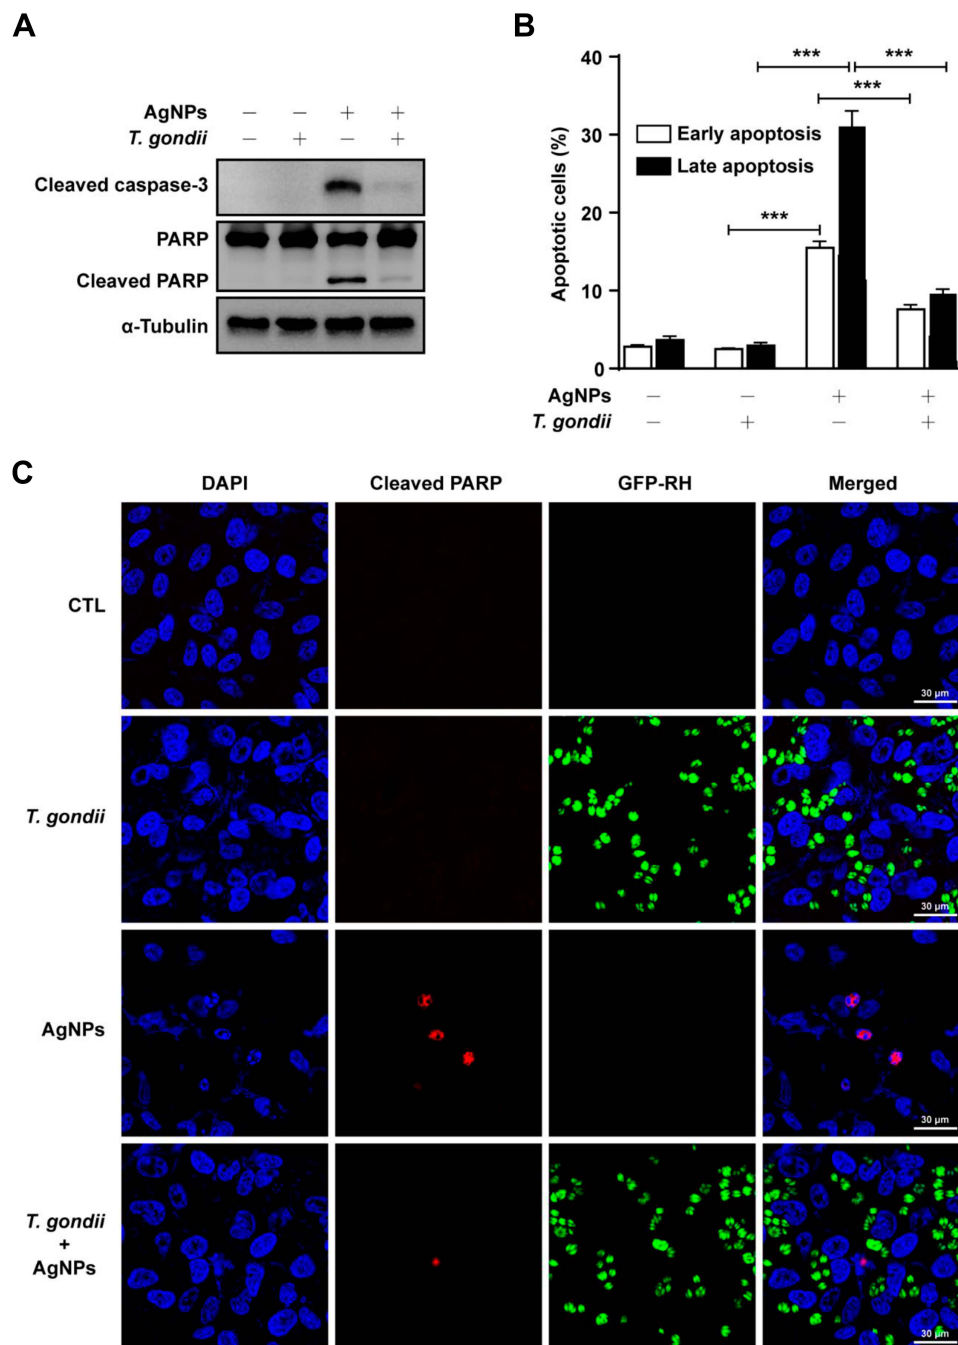 A
AgNPs − − + +
T. gondii − + − +
Cleaved caspase-3
PARP
Cleaved PARP
α-Tubulin
B
Apoptotic cells (%)
40
30
20
10
0
*** ***
***
***
Early apoptosis
Late apoptosis
AgNPs − − + +
T. gondii − + − +
C
DAPI Cleaved PARP GFP-RH Merged
CTL
30 µm
T. gondii
30 µm
AgNPs
30 µm
T. gondii
+
AgNPs
30 µm